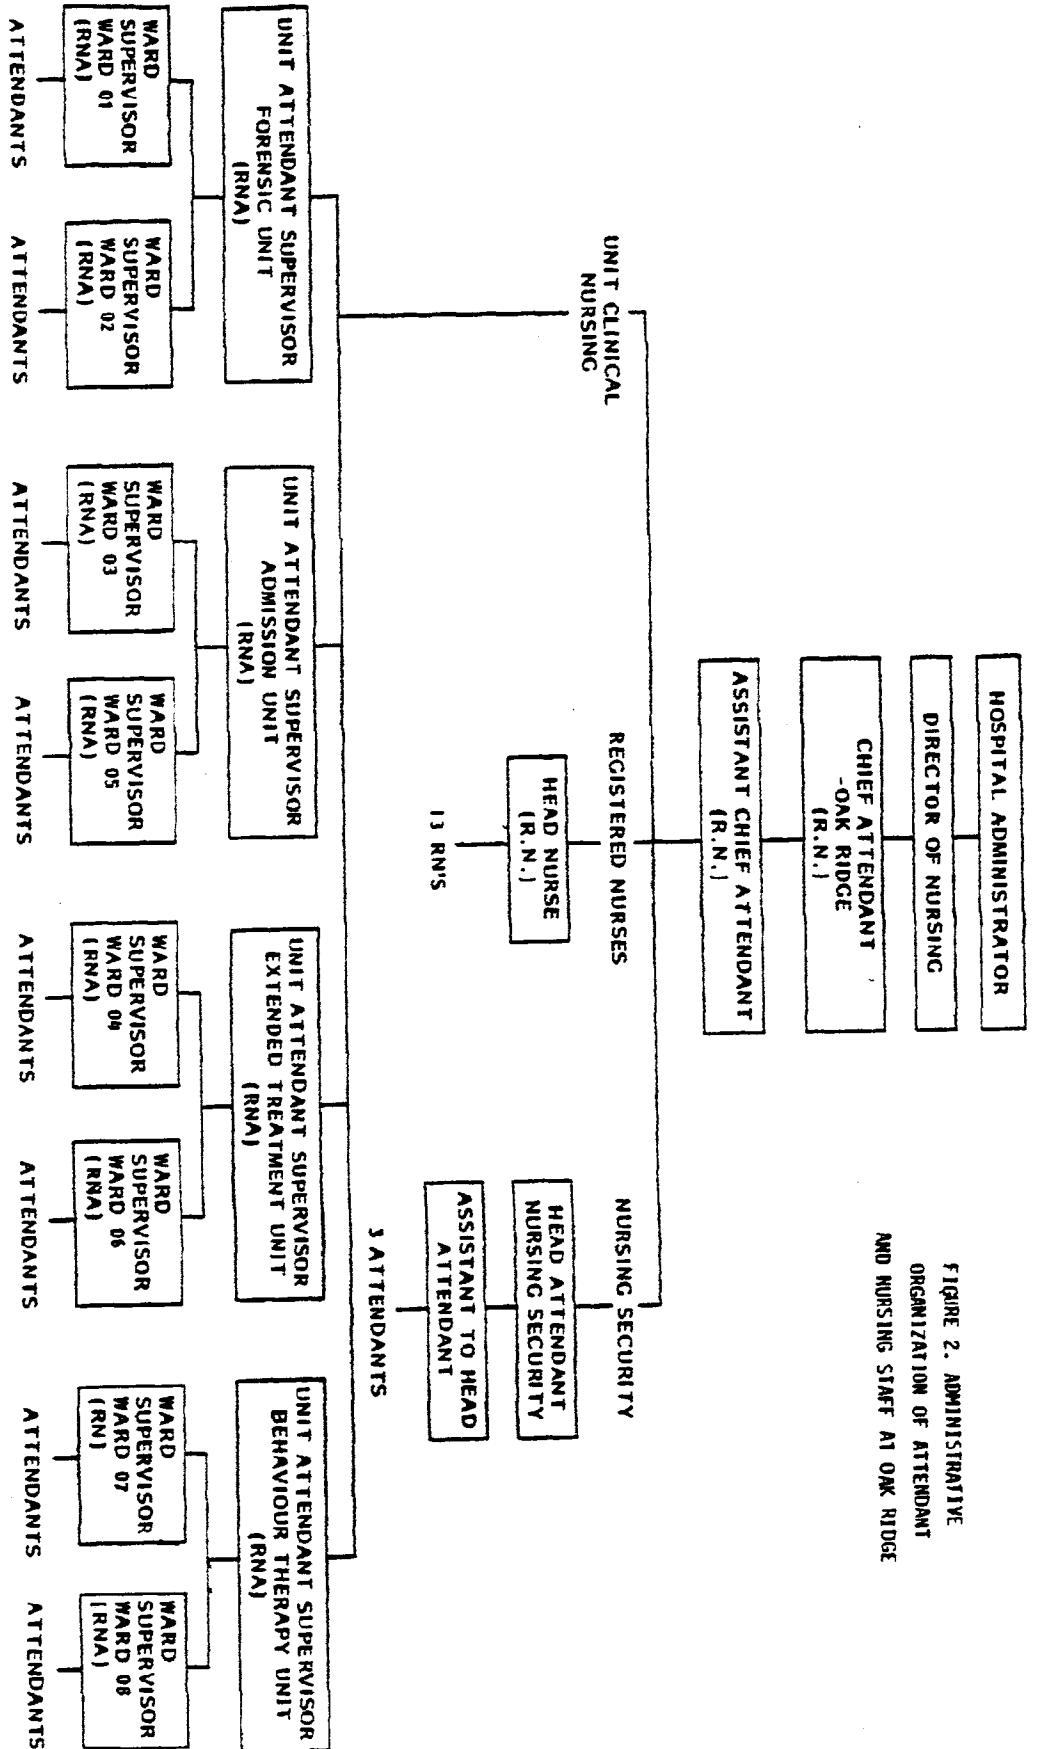 FIGURE 2. ADMINISTRATIVE
ORGANIZATION OF ATTENDANT
AND NURSING STAFF AT OAK RIDGE
HOSPITAL ADMINISTRATOR
DIRECTOR OF NURSING
CHIEF ATTENDANT
-OAK RIDGE
(R.N.)
ASSISTANT CHIEF ATTENDANT
(R.N.)
UNIT CLINICAL
NURSING
REGISTERED NURSES
HEAD NURSE
(R.N.)
13 RN'S
NURSING SECURITY
HEAD ATTENDANT
NURSING SECURITY
ASSISTANT TO HEAD
ATTENDANT
3 ATTENDANTS
UNIT ATTENDANT SUPERVISOR
FORENSIC UNIT
(RNA)
UNIT ATTENDANT SUPERVISOR
ADMISSION UNIT
(RNA)
UNIT ATTENDANT SUPERVISOR
EXTENDED TREATMENT UNIT
(RNA)
UNIT ATTENDANT SUPERVISOR
BEHAVIOUR THERAPY UNIT
(RNA)
WARD
SUPERVISOR
WARD 01
(RNA)
WARD
SUPERVISOR
WARD 02
(RNA)
WARD
SUPERVISOR
WARD 03
(RNA)
WARD
SUPERVISOR
WARD 05
(RNA)
WARD
SUPERVISOR
WARD 04
(RNA)
WARD
SUPERVISOR
WARD 06
(RNA)
WARD
SUPERVISOR
WARD 07
(RN)
WARD
SUPERVISOR
WARD 08
(RNA)
ATTENDANTS
ATTENDANTS
ATTENDANTS
ATTENDANTS
ATTENDANTS
ATTENDANTS
ATTENDANTS
ATTENDANTS